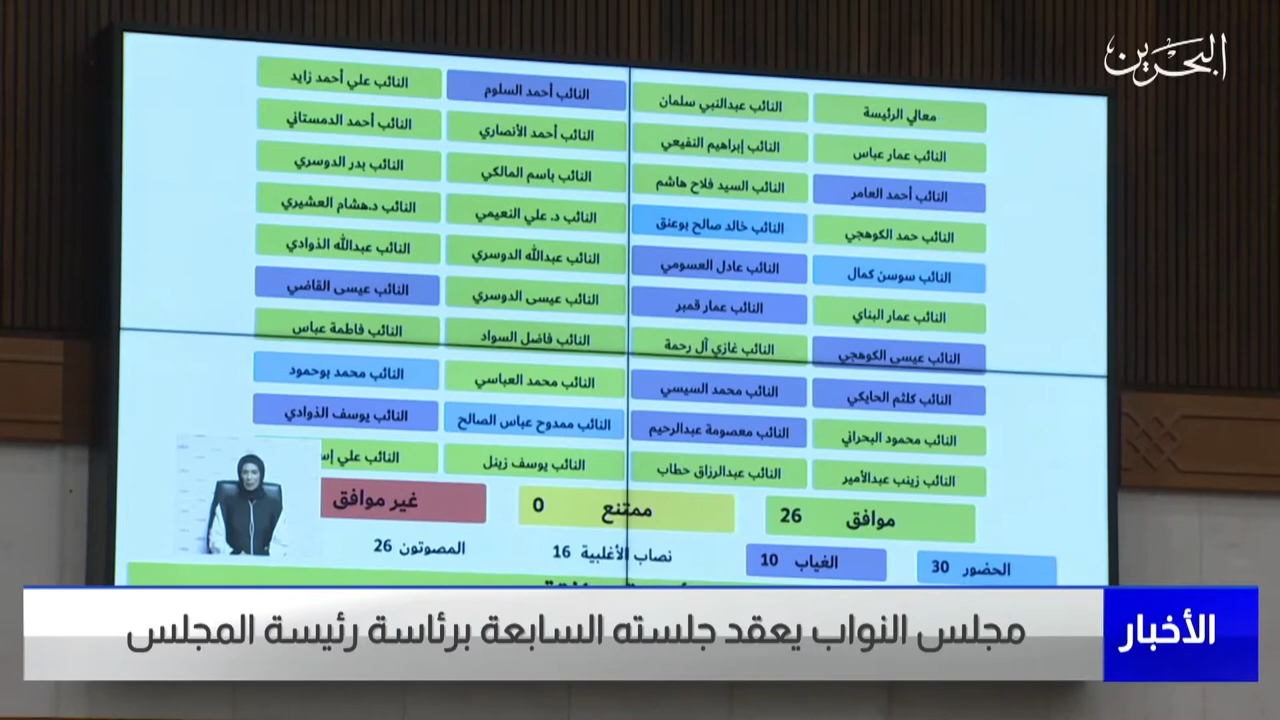 البحرين
معالي الرئيسة
النائب عبدالنبي سلمان
النائب أحمد السلوم
النائب علي أحمد زايد
النائب عمار عباس
النائب إبراهيم النفيعي
النائب أحمد الأنصاري
النائب أحمد الدمستاني
النائب أحمد العامر
النائب السيد فلاح هاشم
النائب باسم المالكي
النائب بدر الدوسري
النائب حمد الكوهجي
النائب خالد صالح بوعنق
النائب د. علي النعيمي
النائب د.هشام العشيري
النائب سوسن كمال
النائب عادل العسومي
النائب عبدالله الدوسري
النائب عبدالله الذوادي
النائب عمار البناي
النائب عمار قمبر
النائب عيسى الدوسري
النائب عيسى القاضي
النائب عيسى الكوهجي
النائب غازي آل رحمة
النائب فاضل السواد
النائب فاطمة عباس
النائب كلثم الحايكي
النائب محمد السيسي
النائب محمد العباسي
النائب محمد بوحمود
النائب محمود البحراني
النائب معصومة عبدالرحيم
النائب ممدوح عباس الصالح
النائب يوسف الذوادي
النائب زينب عبدالأمير
النائب عبدالرزاق حطاب
النائب يوسف زينل
النائب علي
موافق 26
ممتنع 0
غير موافق
الحضور 30
الغياب 10
نصاب الأغلبية 16
المصوتون 26
الأخبار
مجلس النواب يعقد جلسته السابعة برئاسة رئيسة المجلس